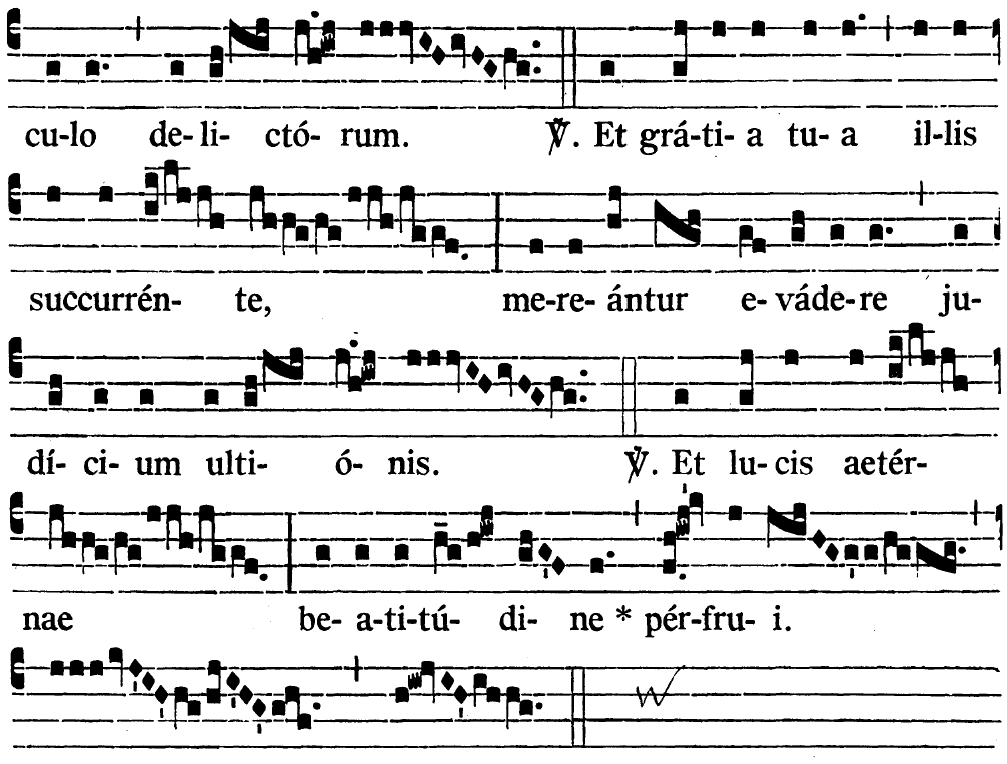 cu-lo de-li- ctó- rum. ℣. Et grá-ti- a tu- a il-lis
succurrén- te, me-re- ántur e-váde-re ju-
dí- ci- um ulti- ó- nis. ℣. Et lu- cis aetér-
nae be- a-ti-tú- di- ne * pér-fru- i.